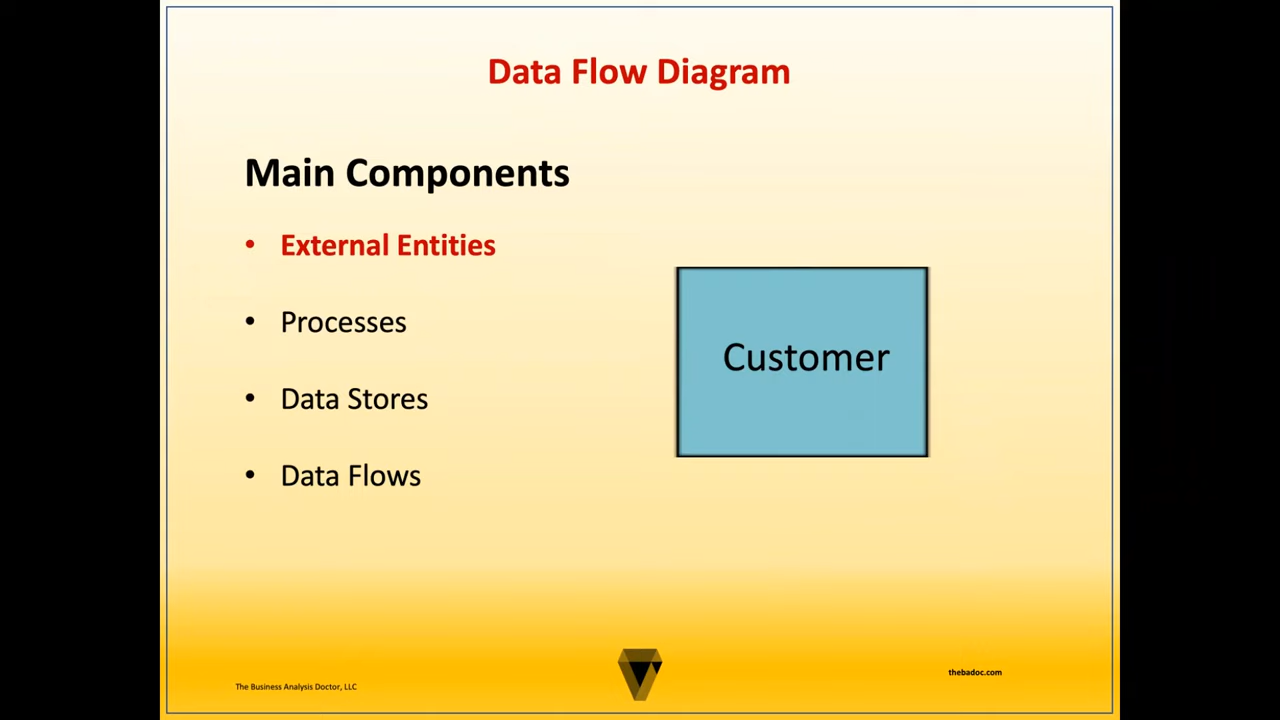 Data Flow Diagram
Main Components
• External Entities
• Processes
• Data Stores
• Data Flows
Customer
The Business Analysis Doctor, LLC
thebadoc.com